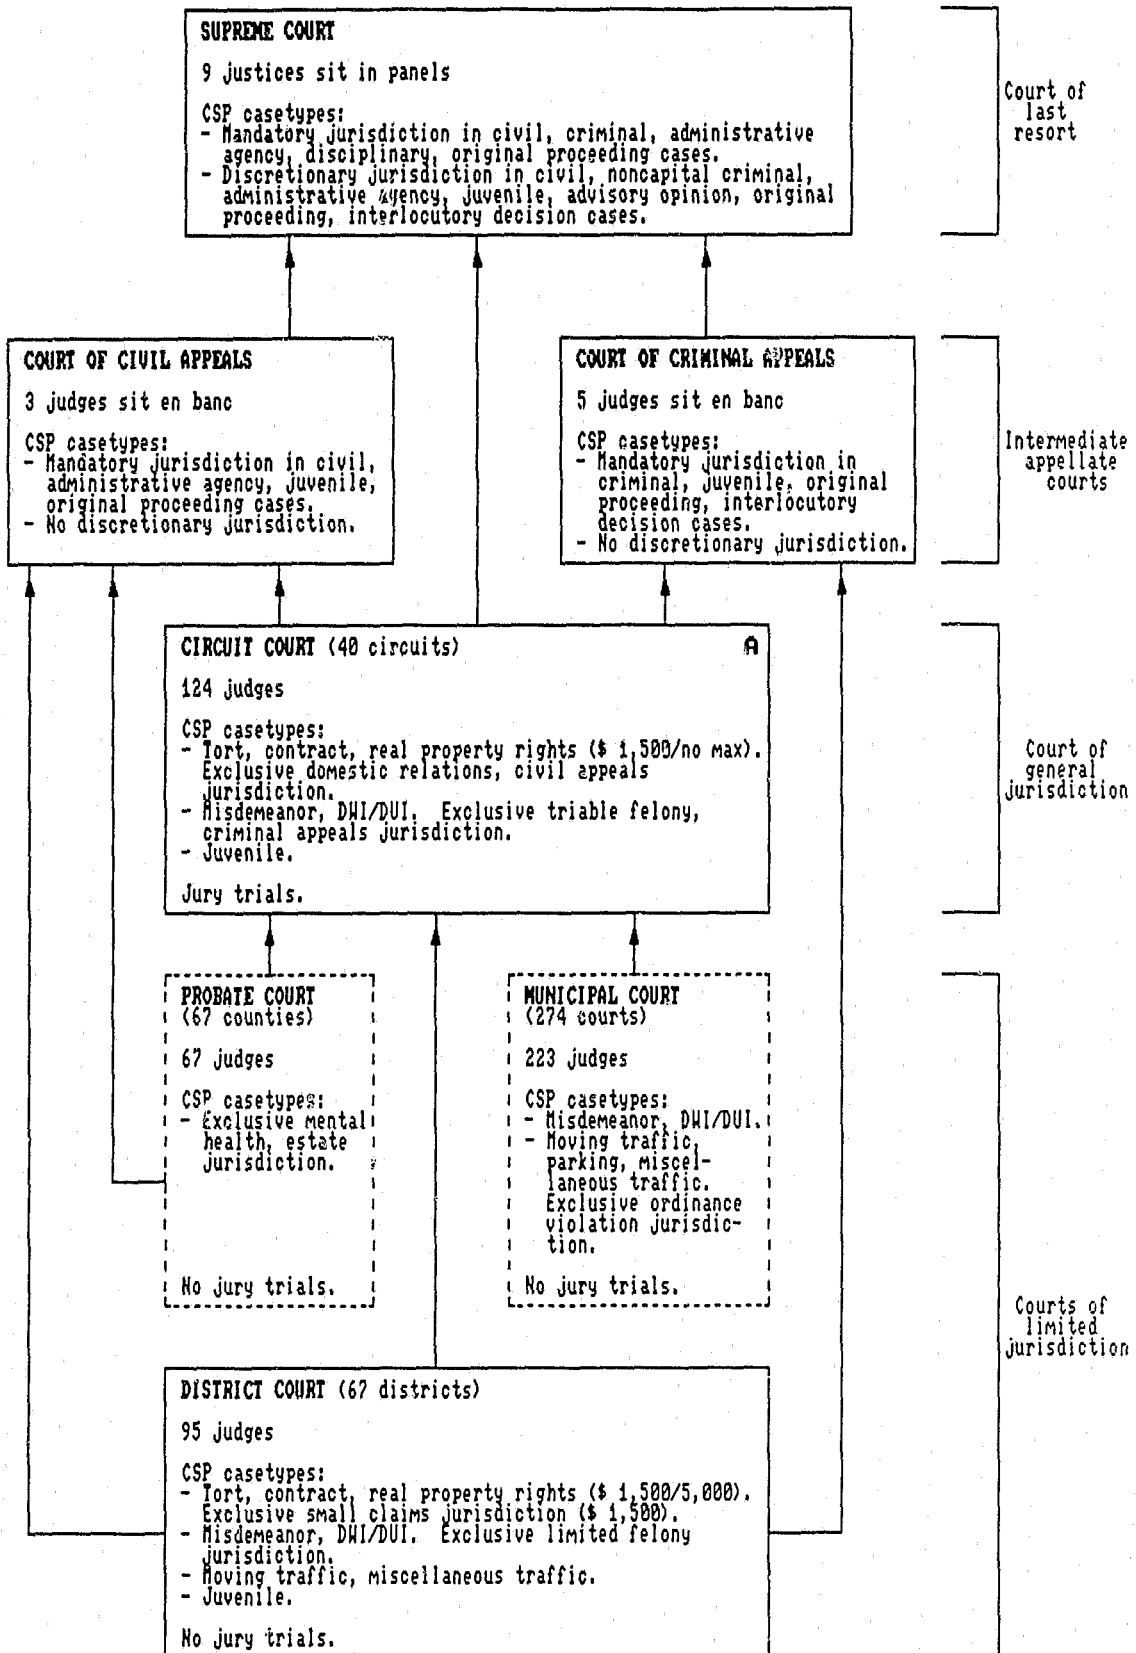 SUPREME COURT
9 justices sit in panels
CSP casetypes:
- Mandatory jurisdiction in civil, criminal, administrative
agency, disciplinary, original proceeding cases.
- Discretionary jurisdiction in civil, noncapital criminal,
administrative agency, juvenile, advisory opinion, original
proceeding, interlocutory decision cases.
Court of
last
resort
COURT OF CIVIL APPEALS
3 judges sit en banc
CSP casetypes:
- Mandatory jurisdiction in civil,
administrative agency, juvenile,
original proceeding cases.
- No discretionary jurisdiction.
COURT OF CRIMINAL APPEALS
5 judges sit en banc
CSP casetypes:
- Mandatory jurisdiction in
criminal, juvenile, original
proceeding, interlocutory
decision cases.
- No discretionary jurisdiction.
Intermediate
appellate
courts
CIRCUIT COURT (40 circuits) A
124 judges
CSP casetypes:
- Tort, contract, real property rights ($ 1,500/no max).
Exclusive domestic relations, civil appeals
jurisdiction.
- Misdemeanor, DWI/DUI. Exclusive triable felony,
criminal appeals jurisdiction.
- Juvenile.
Jury trials.
Court of
general
jurisdiction
PROBATE COURT
(67 counties)
67 judges
CSP casetypes:
- Exclusive mental
health, estate
jurisdiction.
No jury trials.
MUNICIPAL COURT
(274 courts)
223 judges
CSP casetypes:
- Misdemeanor, DWI/DUI.
- Moving traffic,
parking, miscel-
laneous traffic.
Exclusive ordinance
violation jurisdic-
tion.
No jury trials.
Courts of
limited
jurisdiction
DISTRICT COURT (67 districts)
95 judges
CSP casetypes:
- Tort, contract, real property rights ($ 1,500/5,000).
Exclusive small claims jurisdiction ($ 1,500).
- Misdemeanor, DWI/DUI. Exclusive limited felony
jurisdiction.
- Moving traffic, miscellaneous traffic.
- Juvenile.
No jury trials.